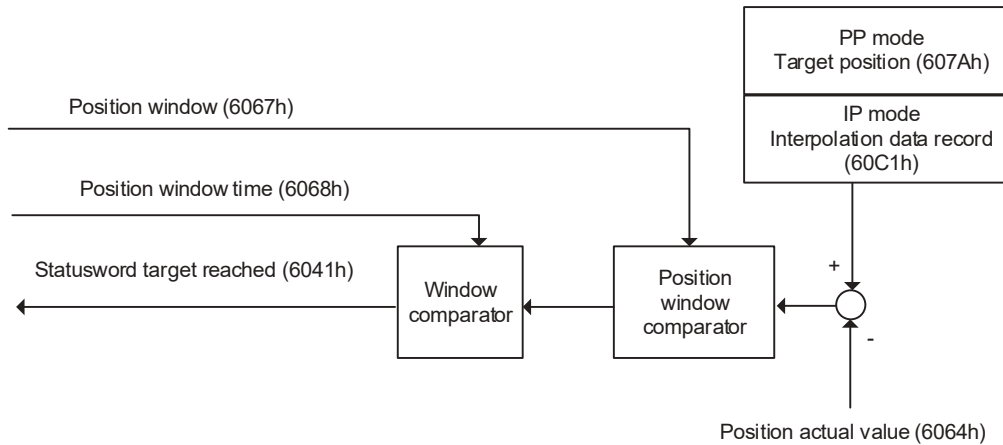 PP mode
Target position (607Ah)
Position window (6067h)
IP mode
Interpolation data record
(60C1h)
Position window time (6068h)
Statusword target reached (6041h)
Window
comparator
Position
window
comparator
+
-
Position actual value (6064h)